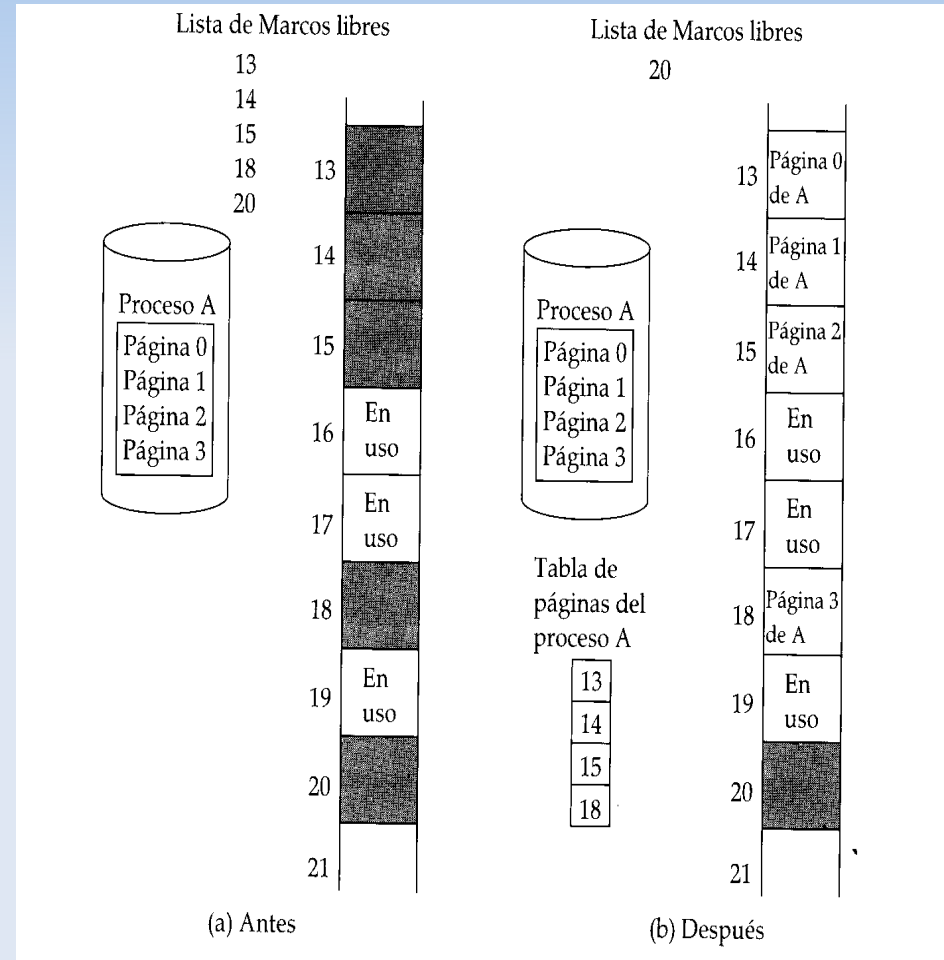 Lista de Marcos libres
13
14
15
18
20
Proceso A
Página 0
Página 1
Página 2
Página 3
13
14
15
16
En
uso
17
En
uso
18
19
En
uso
20
21
(a) Antes
Lista de Marcos libres
20
Proceso A
Página 0
Página 1
Página 2
Página 3
Tabla de
páginas del
proceso A
13
14
15
18
13
Página 0
de A
14
Página 1
de A
15
Página 2
de A
16
En
uso
17
En
uso
18
Página 3
de A
19
En
uso
20
21
(b) Después